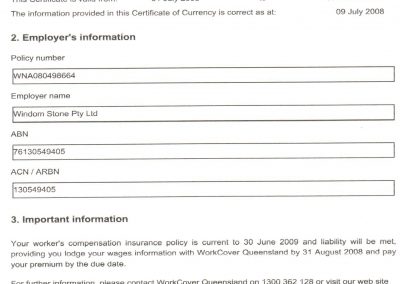 This Certificate is valid from:
The information provided in this Certificate of Currency is correct as at: 09 July 2008
2. Employer's information
Policy number
WNA080498664
Employer name
Windom Stone Pty Ltd
ABN
76130549405
ACN / ARBN
130549405
3. Important information
Your worker's compensation insurance policy is current to 30 June 2009 and liability will be met,
providing you lodge your wages information with WorkCover Queensland by 31 August 2008 and pay
your premium by the due date.
For further information, please contact WorkCover Queensland on 1300 362 128 or visit our web site